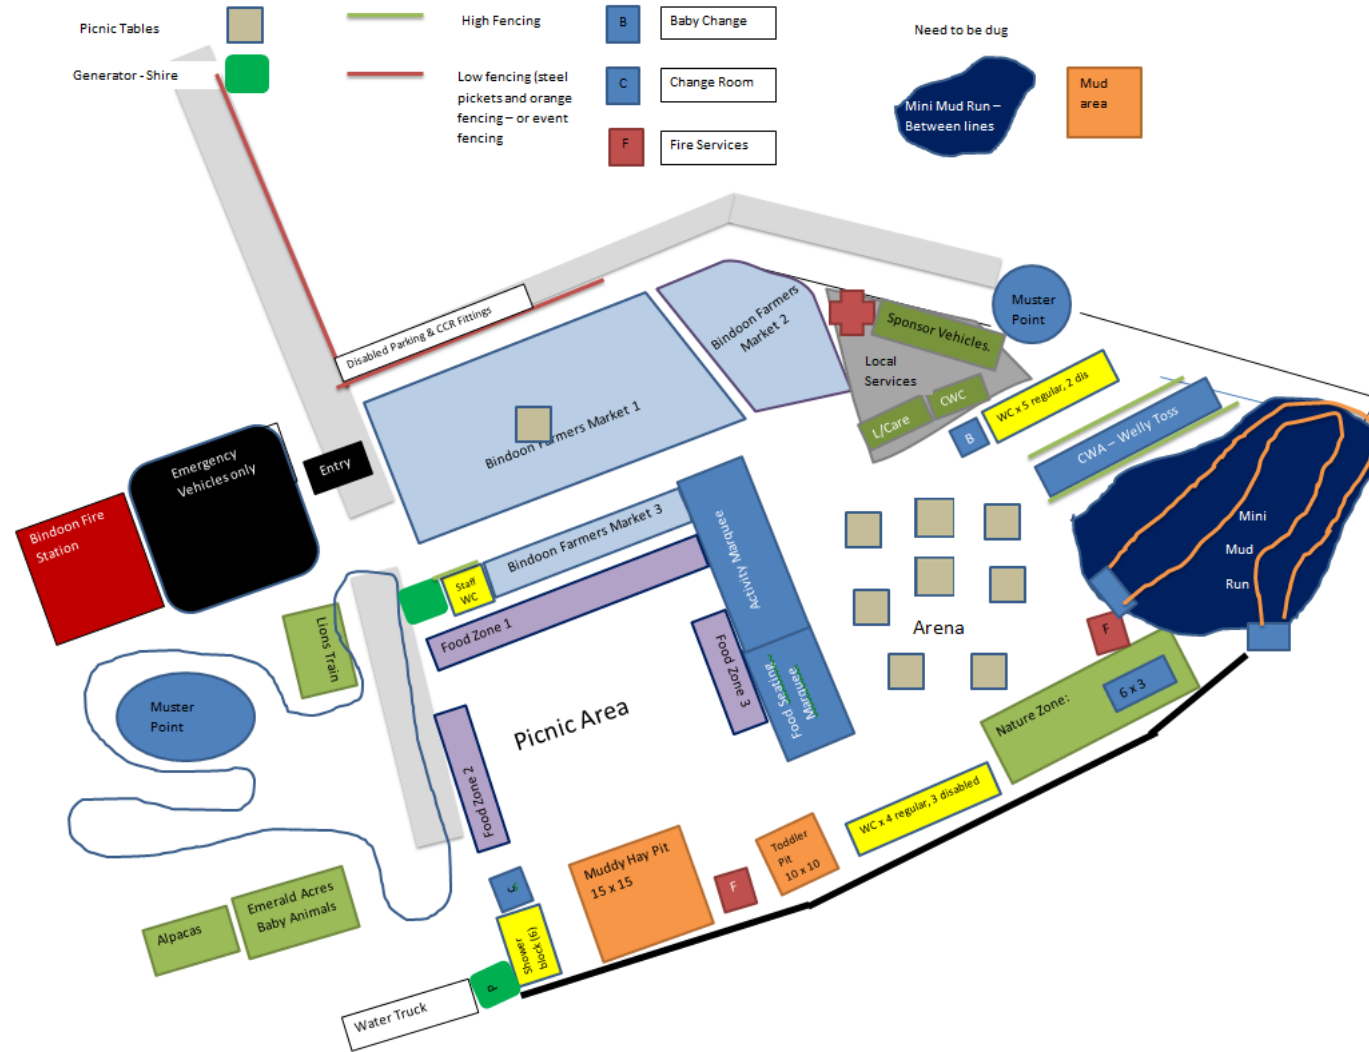 Picnic Tables
Generator - Shire
High Fencing
Low fencing (steel
pickets and orange
fencing – or event
fencing
B
Baby Change
C
Change Room
F
Fire Services
Need to be dug
Mini Mud Run –
Between lines
Mud
area
Disabled Parking & CCR Fittings
Bindoon Farmers Market 1
Bindoon Farmers
Market 2
Sponsor Vehicles.
Local
Services
L/Care
CWC
Muster
Point
B
WC x 5 regular, 2 dis
CWA – Welly Toss
Mini
Mud
Run
Emergency
Vehicles only
Entry
Bindoon Fire
Station
Bindoon Farmers Market 3
Activity Marquee
Staff
WC
Food Zone 1
Lions Train
Food Zone 3
Food Seating
Marquee
Arena
F
Nature Zone:
6 x 3
Muster
Point
Picnic Area
Food Zone 2
WC x 4 regular, 3 disabled
Toddler
Pit
10 x 10
Muddy Hay Pit
15 x 15
F
C
Shower
block (6)
P
Emerald Acres
Baby Animals
Alpacas
Water Truck